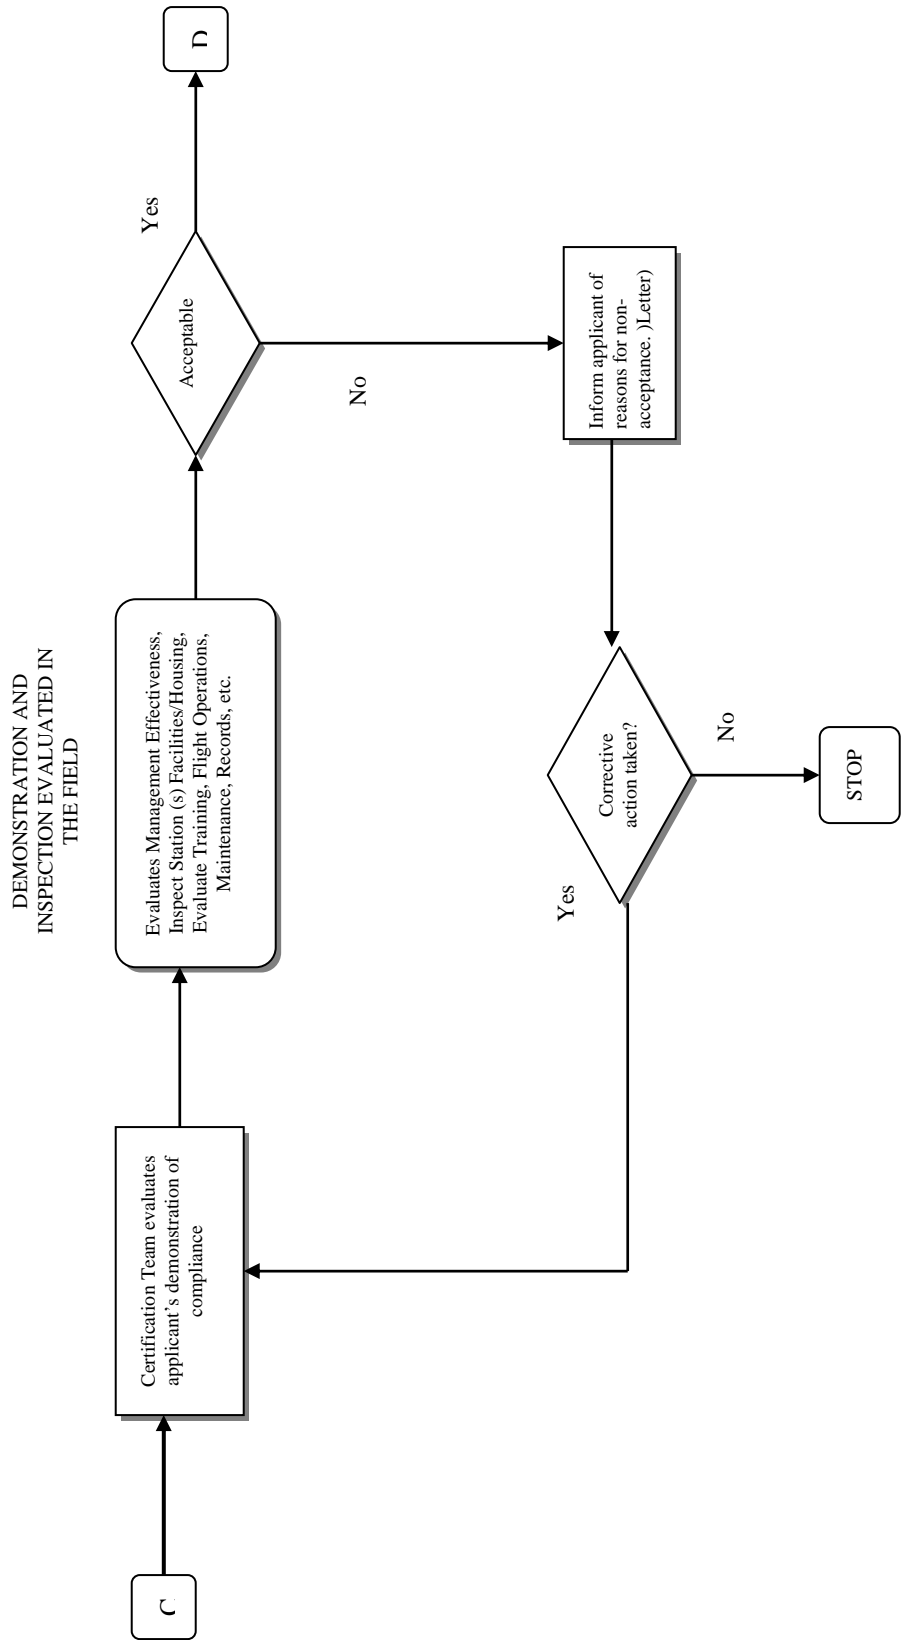 DEMONSTRATION AND
INSPECTION EVALUATED IN
THE FIELD
C
Certification Team evaluates
applicant's demonstration of
compliance
Evaluates Management Effectiveness,
Inspect Station (s) Facilities/Housing,
Evaluate Training, Flight Operations,
Maintenance, Records, etc.
Acceptable
Yes
D
No
Inform applicant of
reasons for non-
acceptance. )Letter)
Corrective
action taken?
Yes
No
STOP